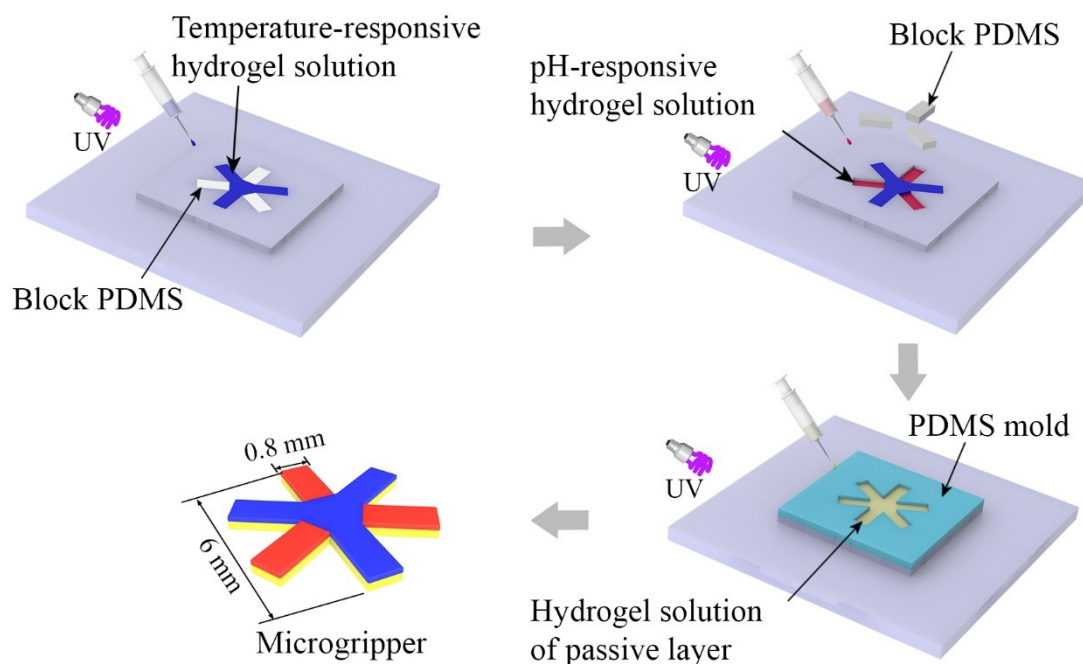 Temperature-responsive
hydrogel solution
UV
Block PDMS
Block PDMS
pH-responsive
hydrogel solution
UV
PDMS mold
UV
Hydrogel solution
of passive layer
0.8 mm
6 mm
Microgripper